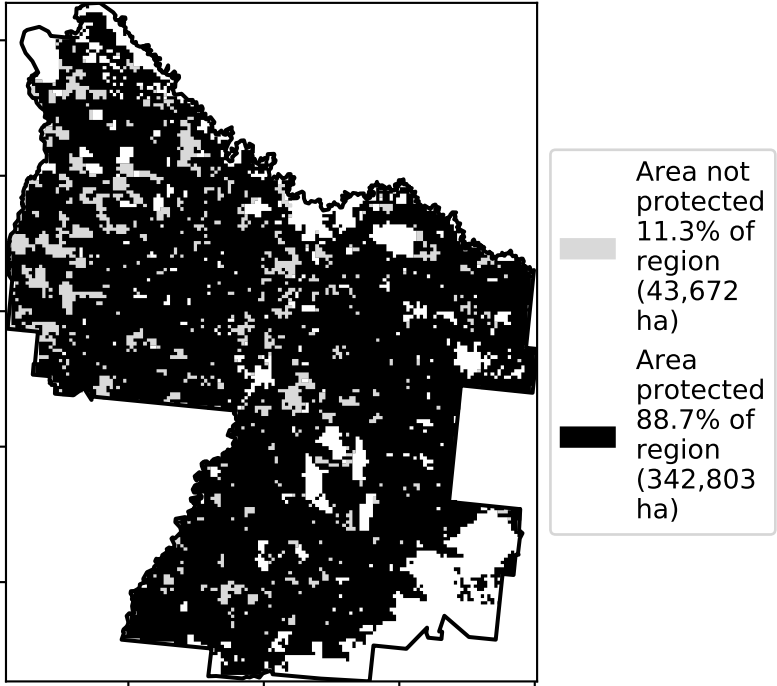 Area not
protected
11.3% of
region
(43,672
ha)
Area
protected
88.7% of
region
(342,803
ha)